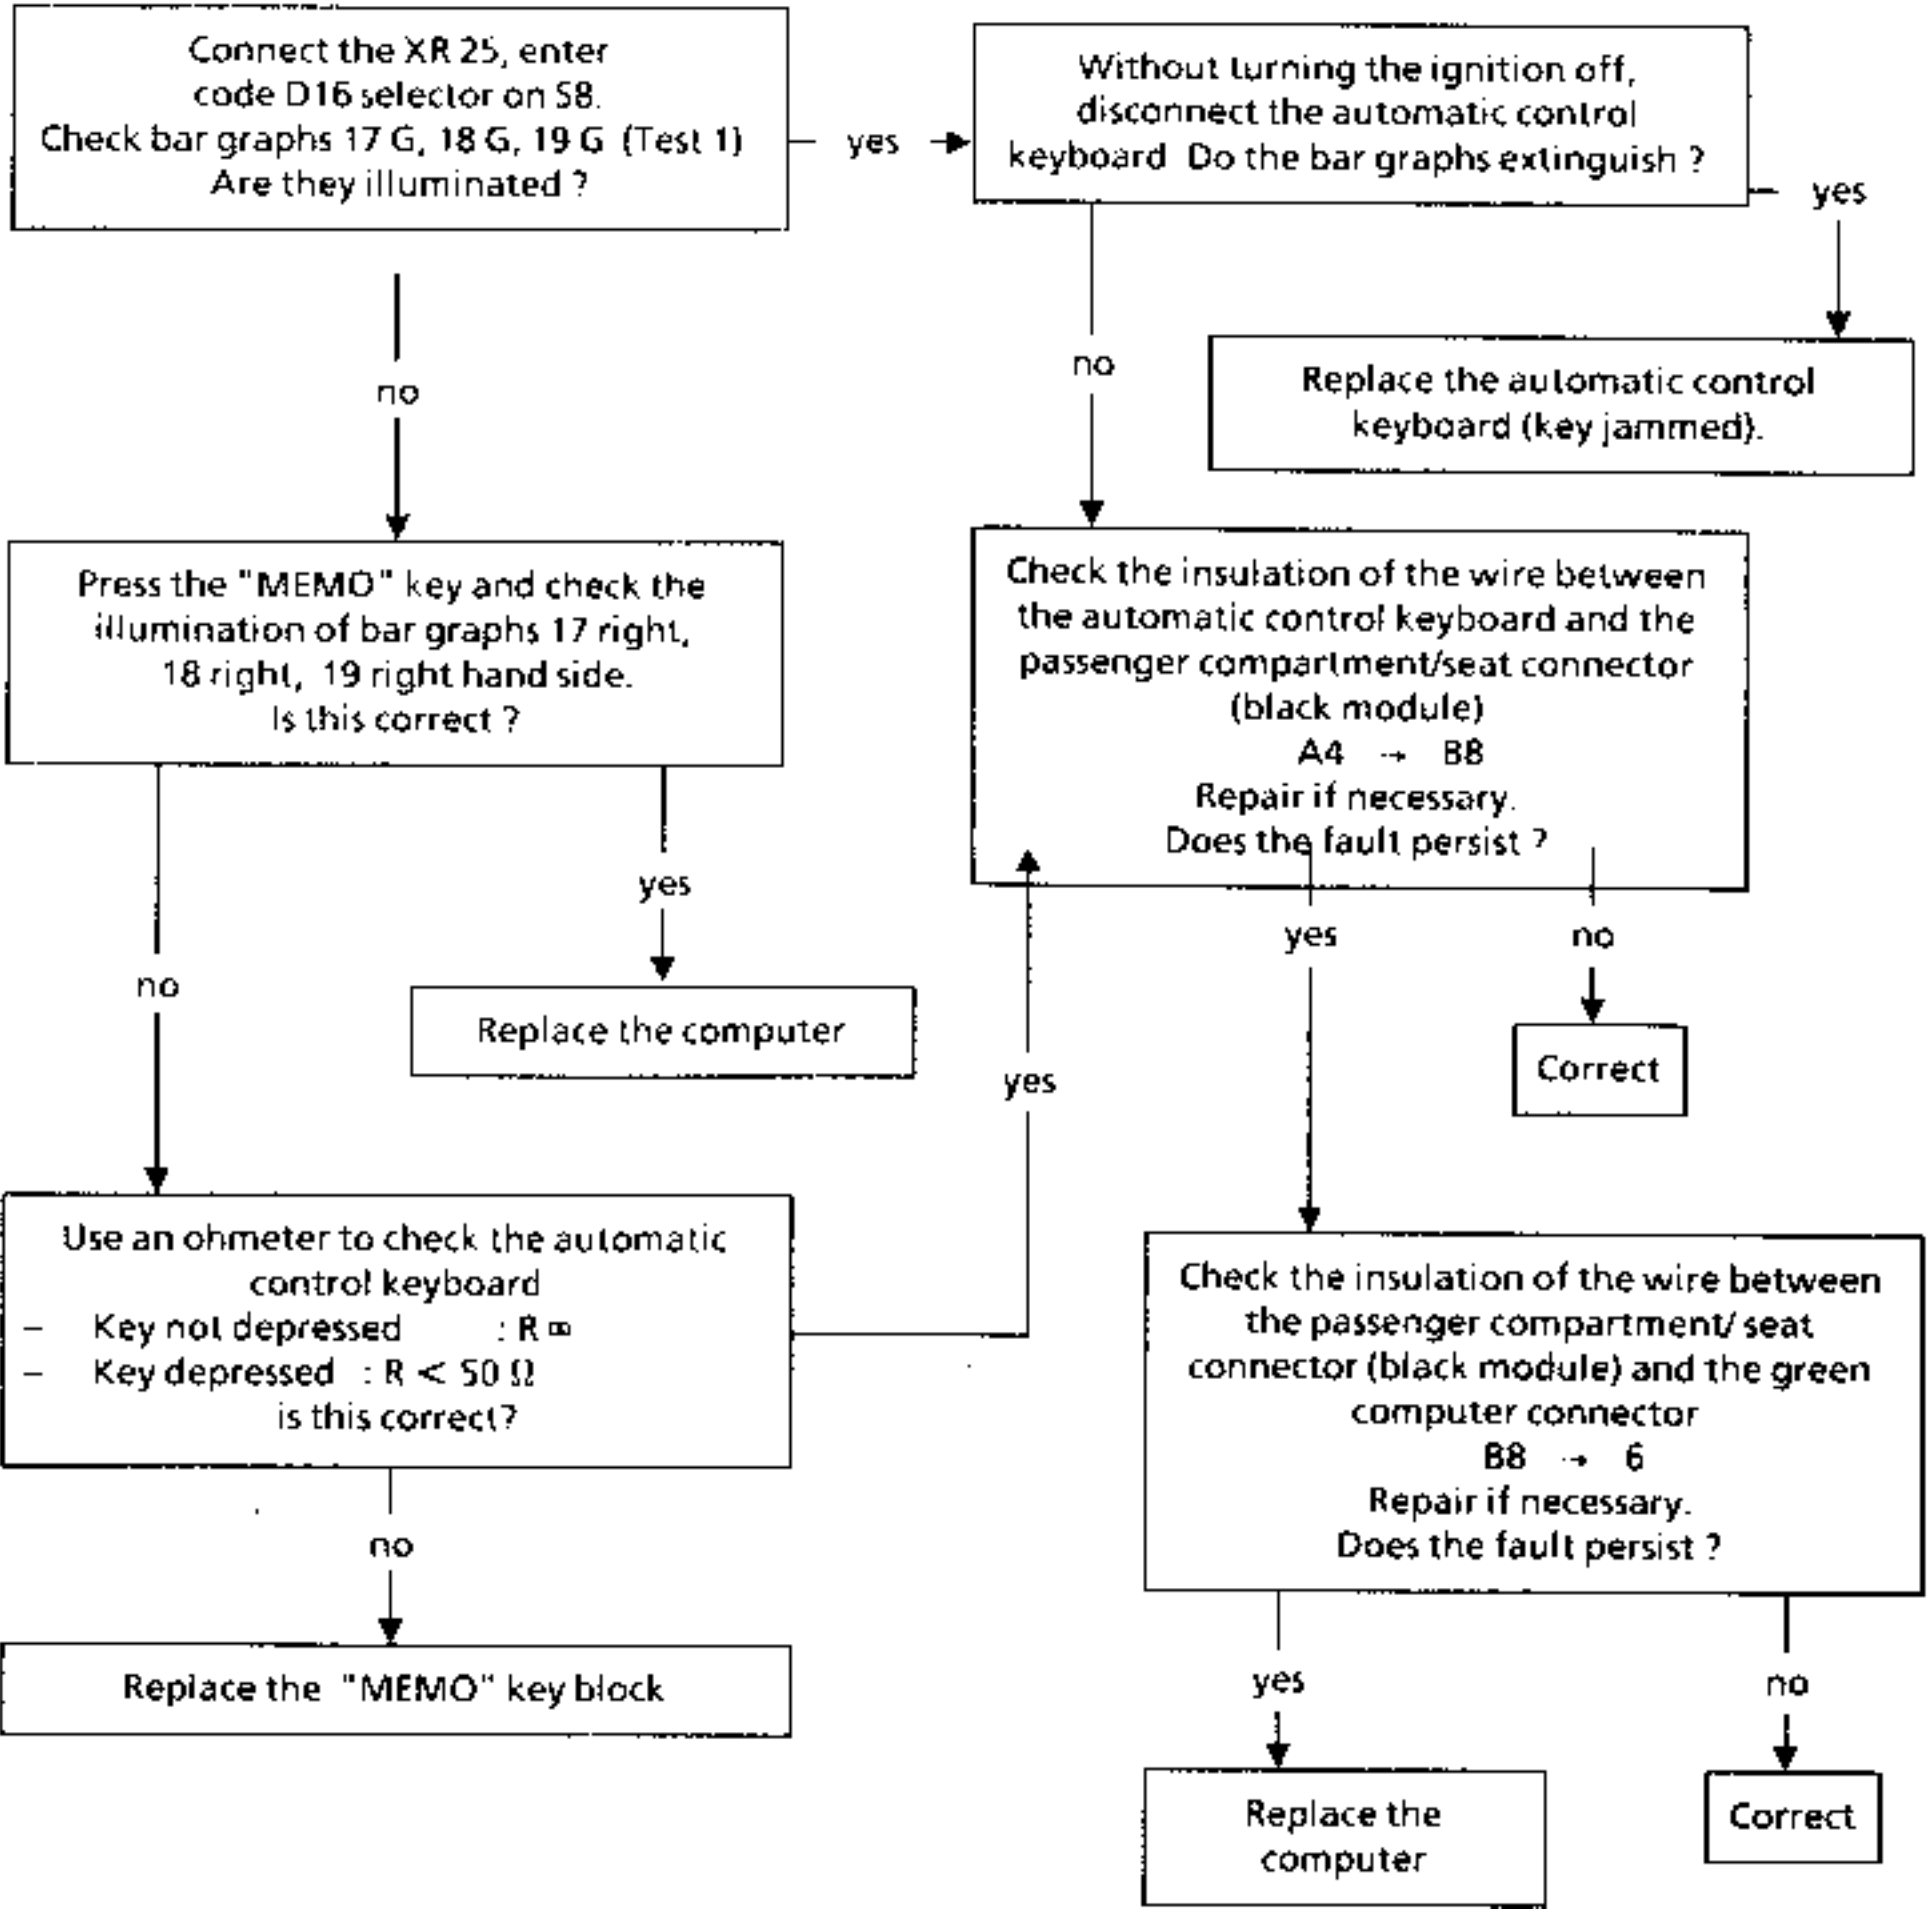 Connect the XR 25, enter
code D16 selector on S8.
Check bar graphs 17 G, 18 G, 19 G (Test 1)
Are they illuminated ?
yes
Without turning the ignition off,
disconnect the automatic control
keyboard Do the bar graphs extinguish ?
yes
no
no
Replace the automatic control
keyboard (key jammed).
Press the "MEMO" key and check the
illumination of bar graphs 17 right,
18 right, 19 right hand side.
Is this correct ?
Check the insulation of the wire between
the automatic control keyboard and the
passenger compartment/seat connector
(black module)
A4 → B8
Repair if necessary.
Does the fault persist ?
yes
no
yes
no
Replace the computer
yes
Correct
Use an ohmeter to check the automatic
control keyboard
– Key not depressed : R ∞
– Key depressed : R < 50 Ω
is this correct?
Check the insulation of the wire between
the passenger compartment/ seat
connector (black module) and the green
computer connector
B8 → 6
Repair if necessary.
Does the fault persist ?
no
Replace the "MEMO" key block
yes
no
Replace the
computer
Correct